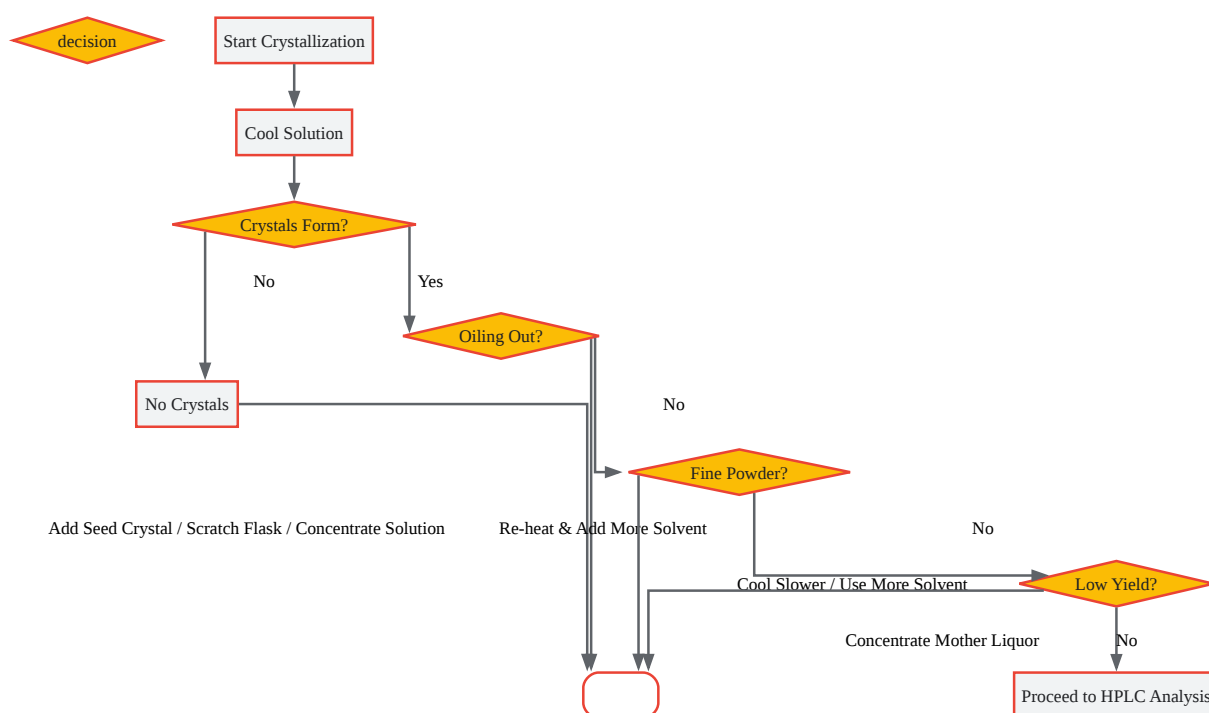 decision
Start Crystallization
Cool Solution
Crystals Form?
No
Yes
Oiling Out?
No Crystals
No
Fine Powder?
Add Seed Crystal / Scratch Flask / Concentrate Solution
Re-heat & Add More Solvent
No
Cool Slower / Use More Solvent
Low Yield?
Concentrate Mother Liquor
No
Proceed to HPLC Analysis